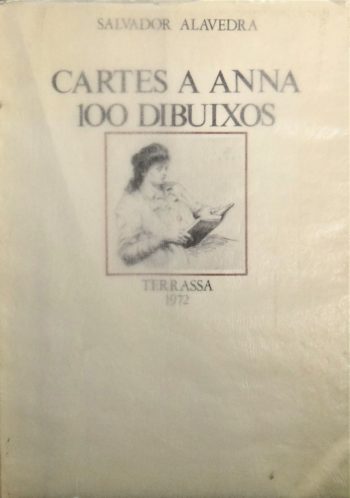 SALVADOR ALAVEDRA
CARTES A ANNA
100 DIBUIXOS
TERRASSA
1972